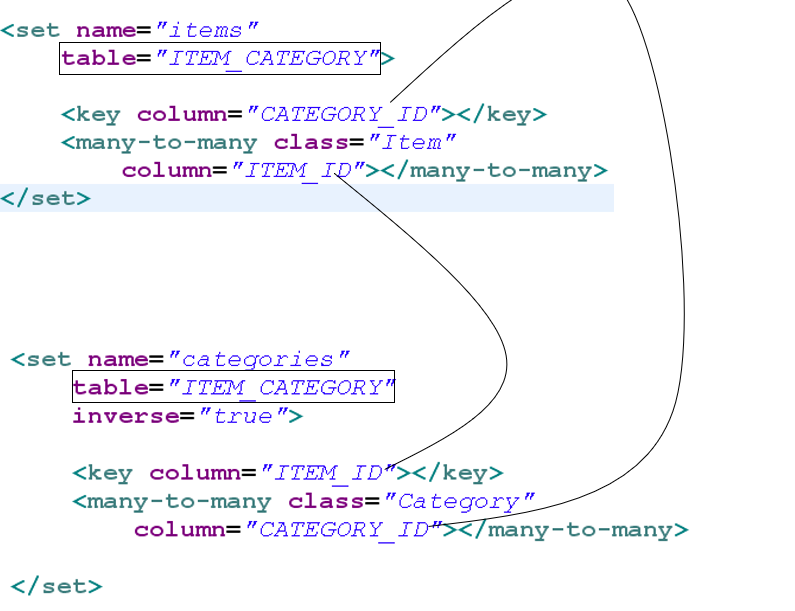 <set name="items"
table="ITEM_CATEGORY">
<key column="CATEGORY_ID"></key>
<many-to-many class="Item"
column="ITEM_ID"></many-to-many>
</set>
<set name="categories"
table="ITEM_CATEGORY"
inverse="true">
<key column="ITEM_ID"></key>
<many-to-many class="Category"
column="CATEGORY_ID"></many-to-many>
</set>